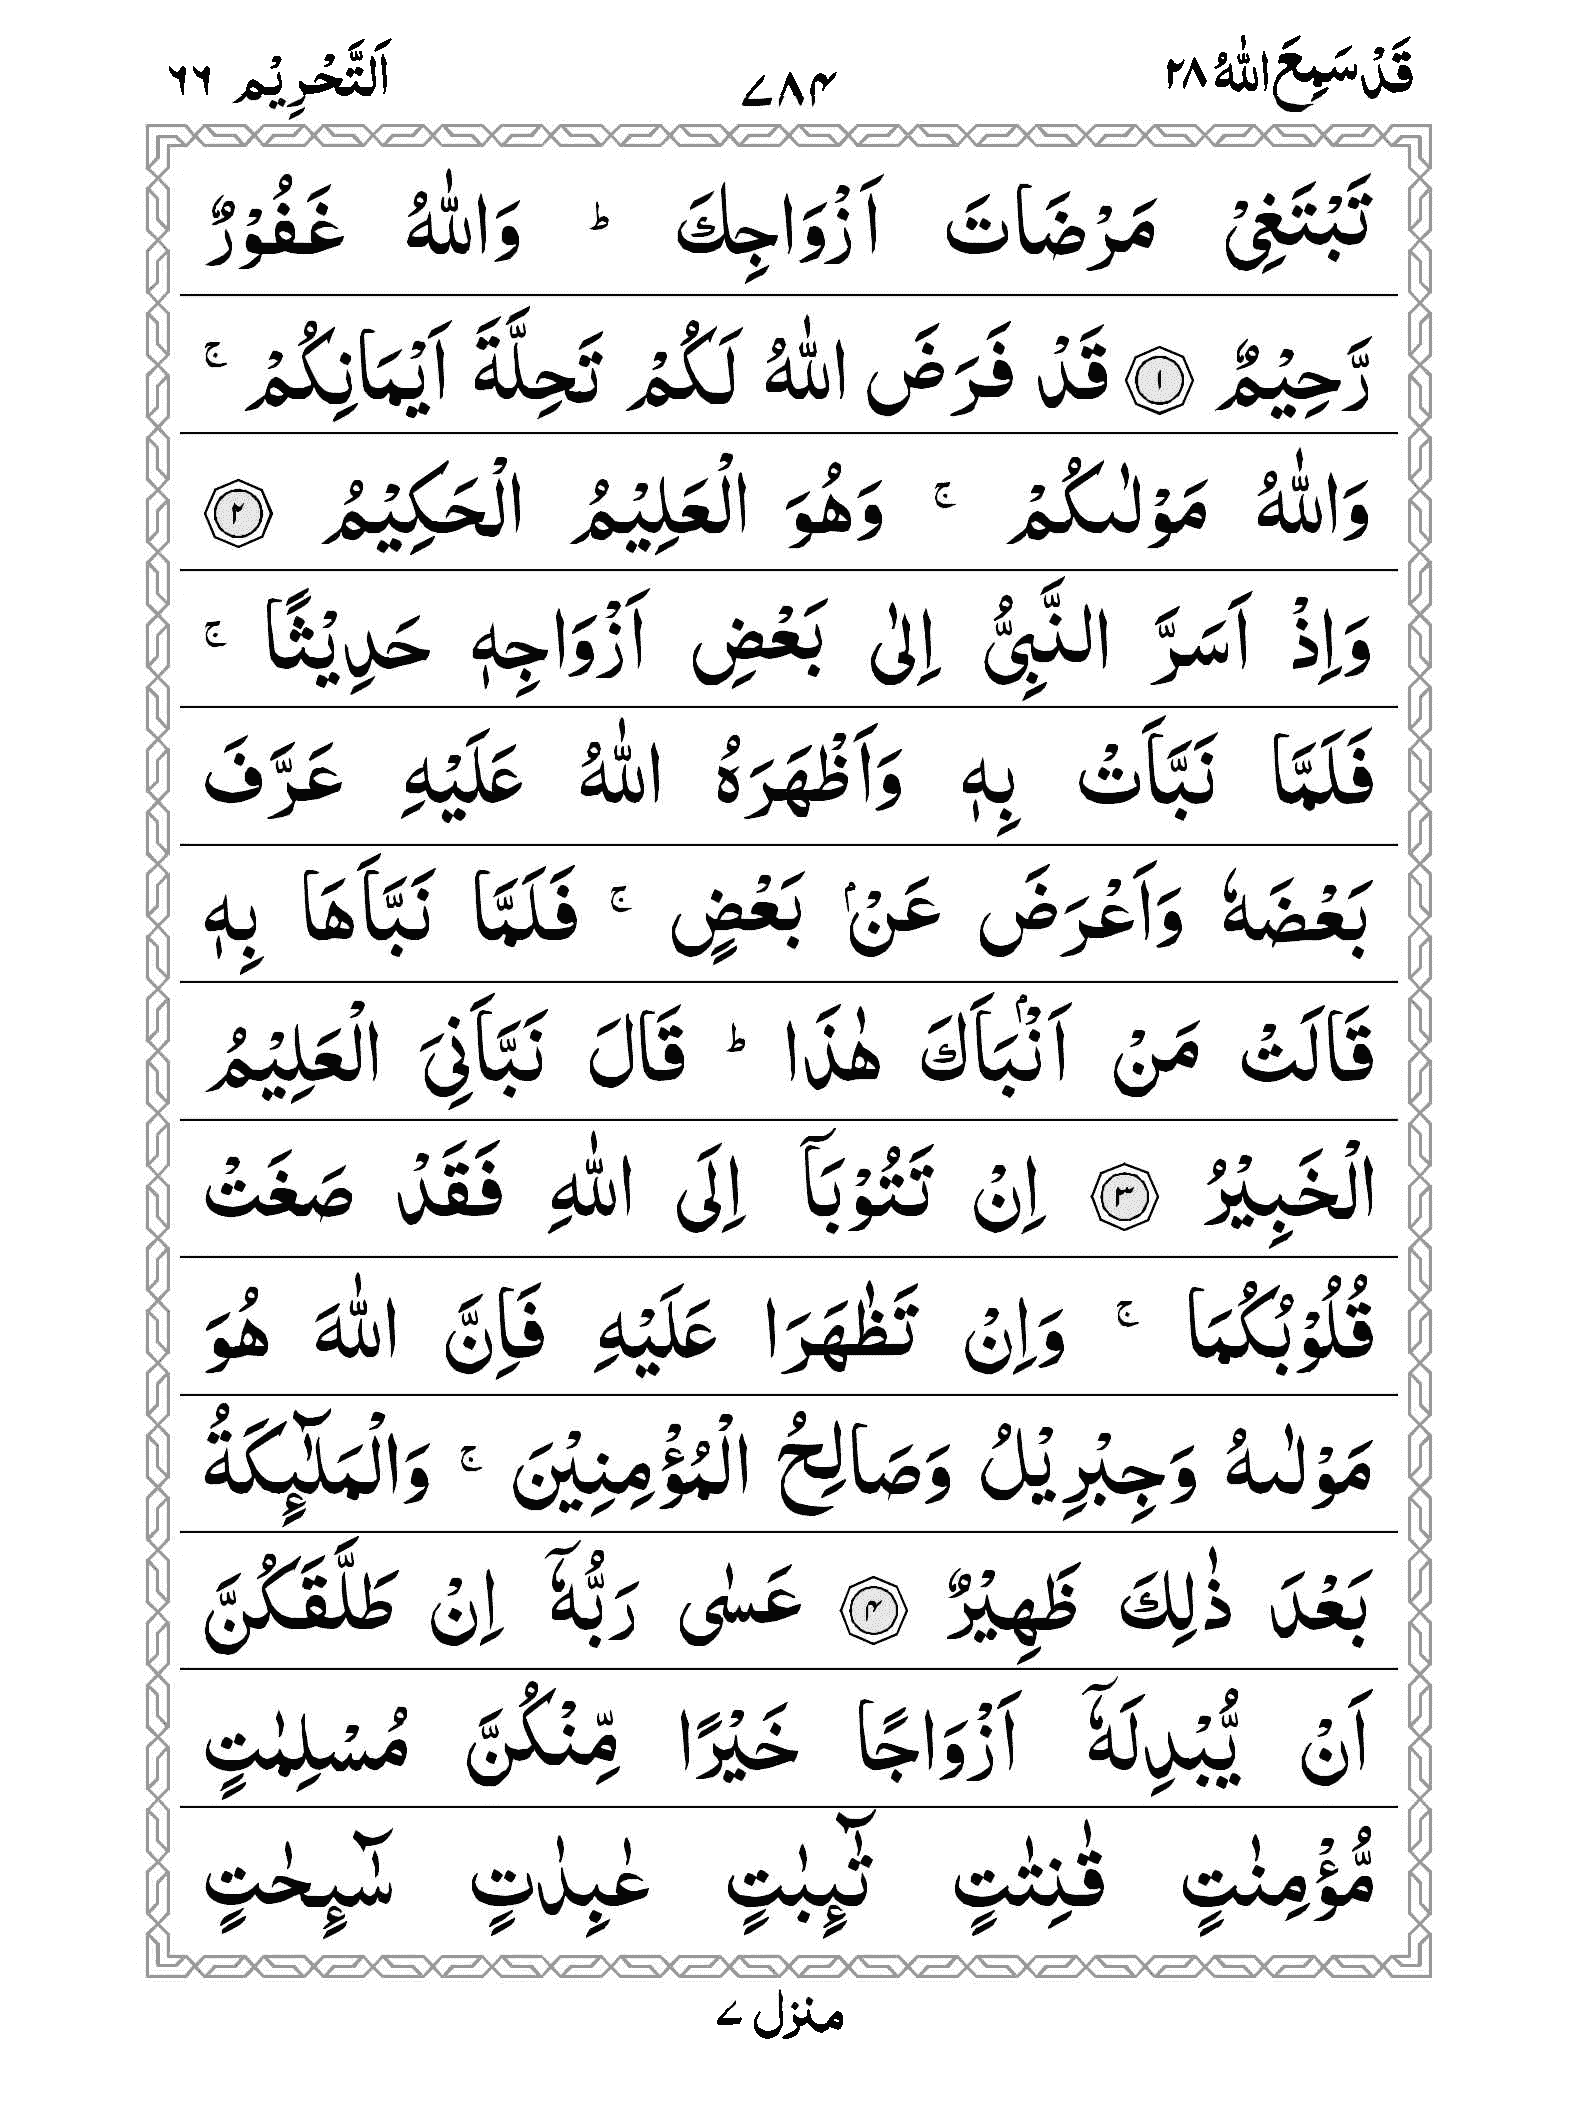 قَدْ سَمِعَ اللّٰهُ ٢٨ ۷۸۴ اَلتَّحْرِيْم ٦٦
تَبْتَغِيْ مَرْضَاتَ اَزْوَاجِكَ ؕ وَاللّٰهُ غَفُوْرٌ
رَّحِيْمٌ ۱ قَدْ فَرَضَ اللّٰهُ لَكُمْ تَحِلَّةَ اَيْمَانِكُمْ ۚ
وَاللّٰهُ مَوْلٰىكُمْ ۚ وَهُوَ الْعَلِيْمُ الْحَكِيْمُ ۲
وَاِذْ اَسَرَّ النَّبِيُّ اِلٰى بَعْضِ اَزْوَاجِهٖ حَدِيْثًا ۚ
فَلَمَّا نَبَّاَتْ بِهٖ وَاَظْهَرَهُ اللّٰهُ عَلَيْهِ عَرَّفَ
بَعْضَهٗ وَاَعْرَضَ عَنْۢ بَعْضٍ ۚ فَلَمَّا نَبَّاَهَا بِهٖ
قَالَتْ مَنْ اَنْۢبَاَكَ هٰذَا ؕ قَالَ نَبَّاَنِيَ الْعَلِيْمُ
الْخَبِيْرُ ۳ اِنْ تَتُوْبَاۤ اِلَى اللّٰهِ فَقَدْ صَغَتْ
قُلُوْبُكُمَا ۚ وَاِنْ تَظٰهَرَا عَلَيْهِ فَاِنَّ اللّٰهَ هُوَ
مَوْلٰىهُ وَجِبْرِيْلُ وَصَالِحُ الْمُؤْمِنِيْنَ ۚ وَالْمَلٰٓئِكَةُ
بَعْدَ ذٰلِكَ ظَهِيْرٌ ۴ عَسٰى رَبُّهٗۤ اِنْ طَلَّقَكُنَّ
اَنْ يُّبْدِلَهٗۤ اَزْوَاجًا خَيْرًا مِّنْكُنَّ مُسْلِمٰتٍ
مُّؤْمِنٰتٍ قٰنِتٰتٍ تٰٓئِبٰتٍ عٰبِدٰتٍ سٰٓئِحٰتٍ
منزل ۷